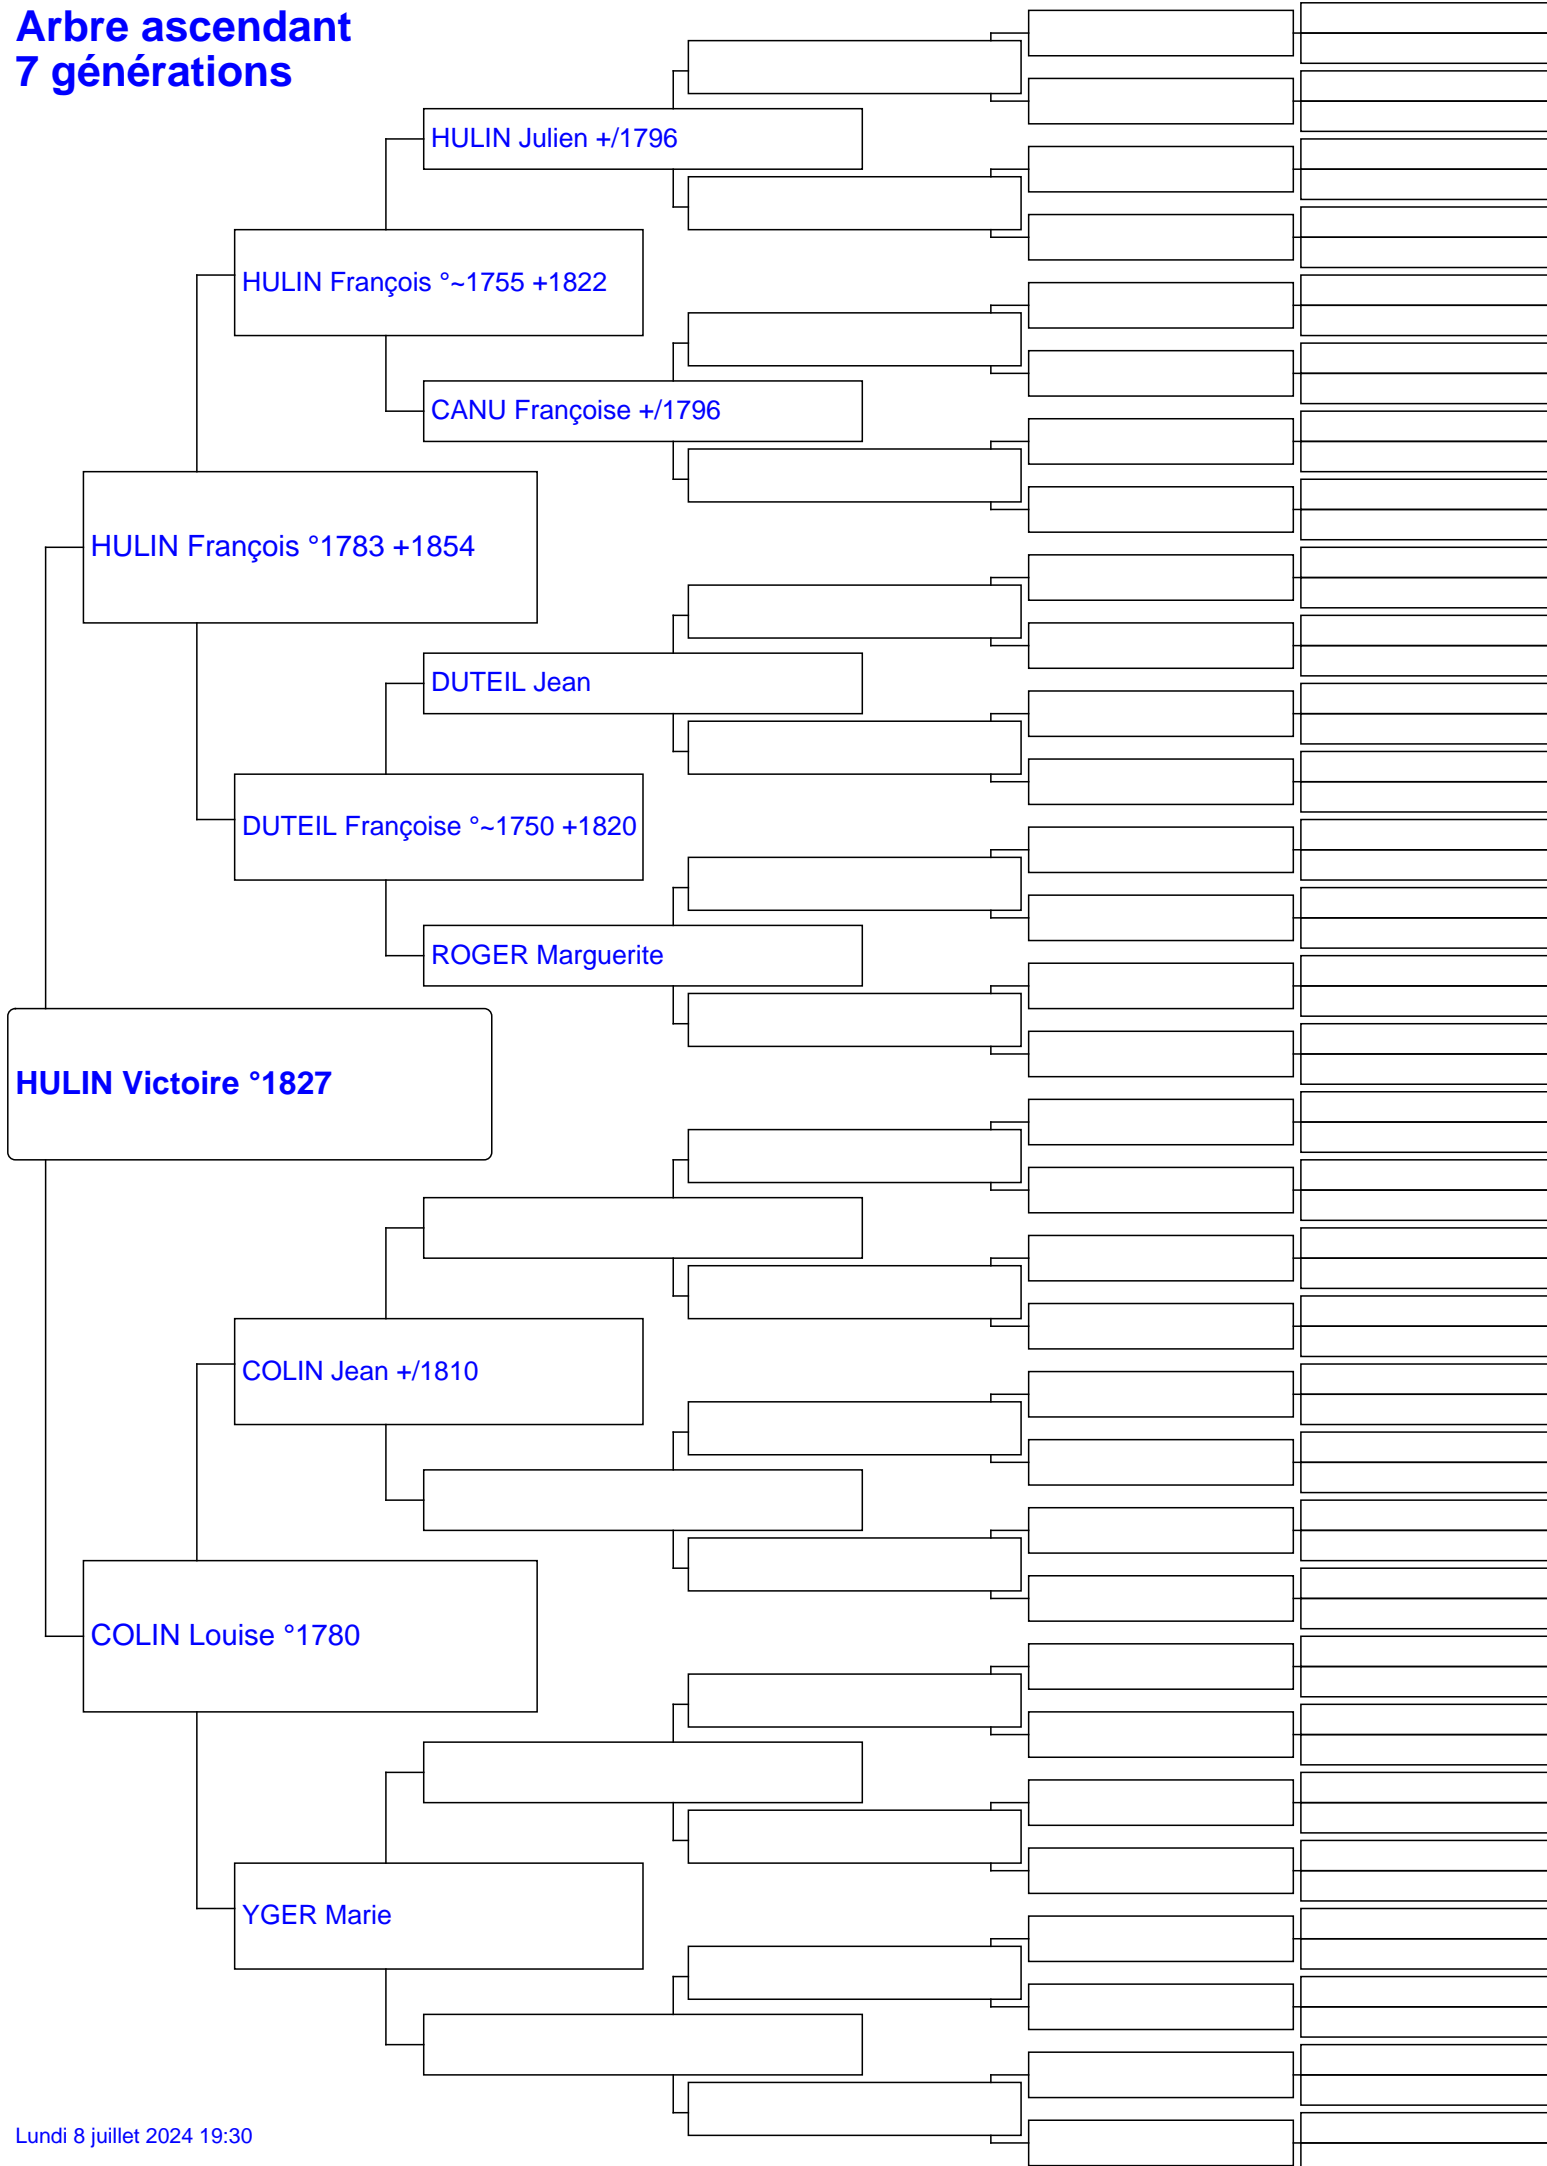 Arbre ascendant
7 générations
HULIN Julien +/1796
HULIN François °~1755 +1822
CANU Françoise +/1796
HULIN François °1783 +1854
DUTEIL Jean
DUTEIL Françoise °~1750 +1820
ROGER Marguerite
HULIN Victoire °1827
COLIN Jean +/1810
COLIN Louise °1780
YGER Marie
Lundi 8 juillet 2024 19:30